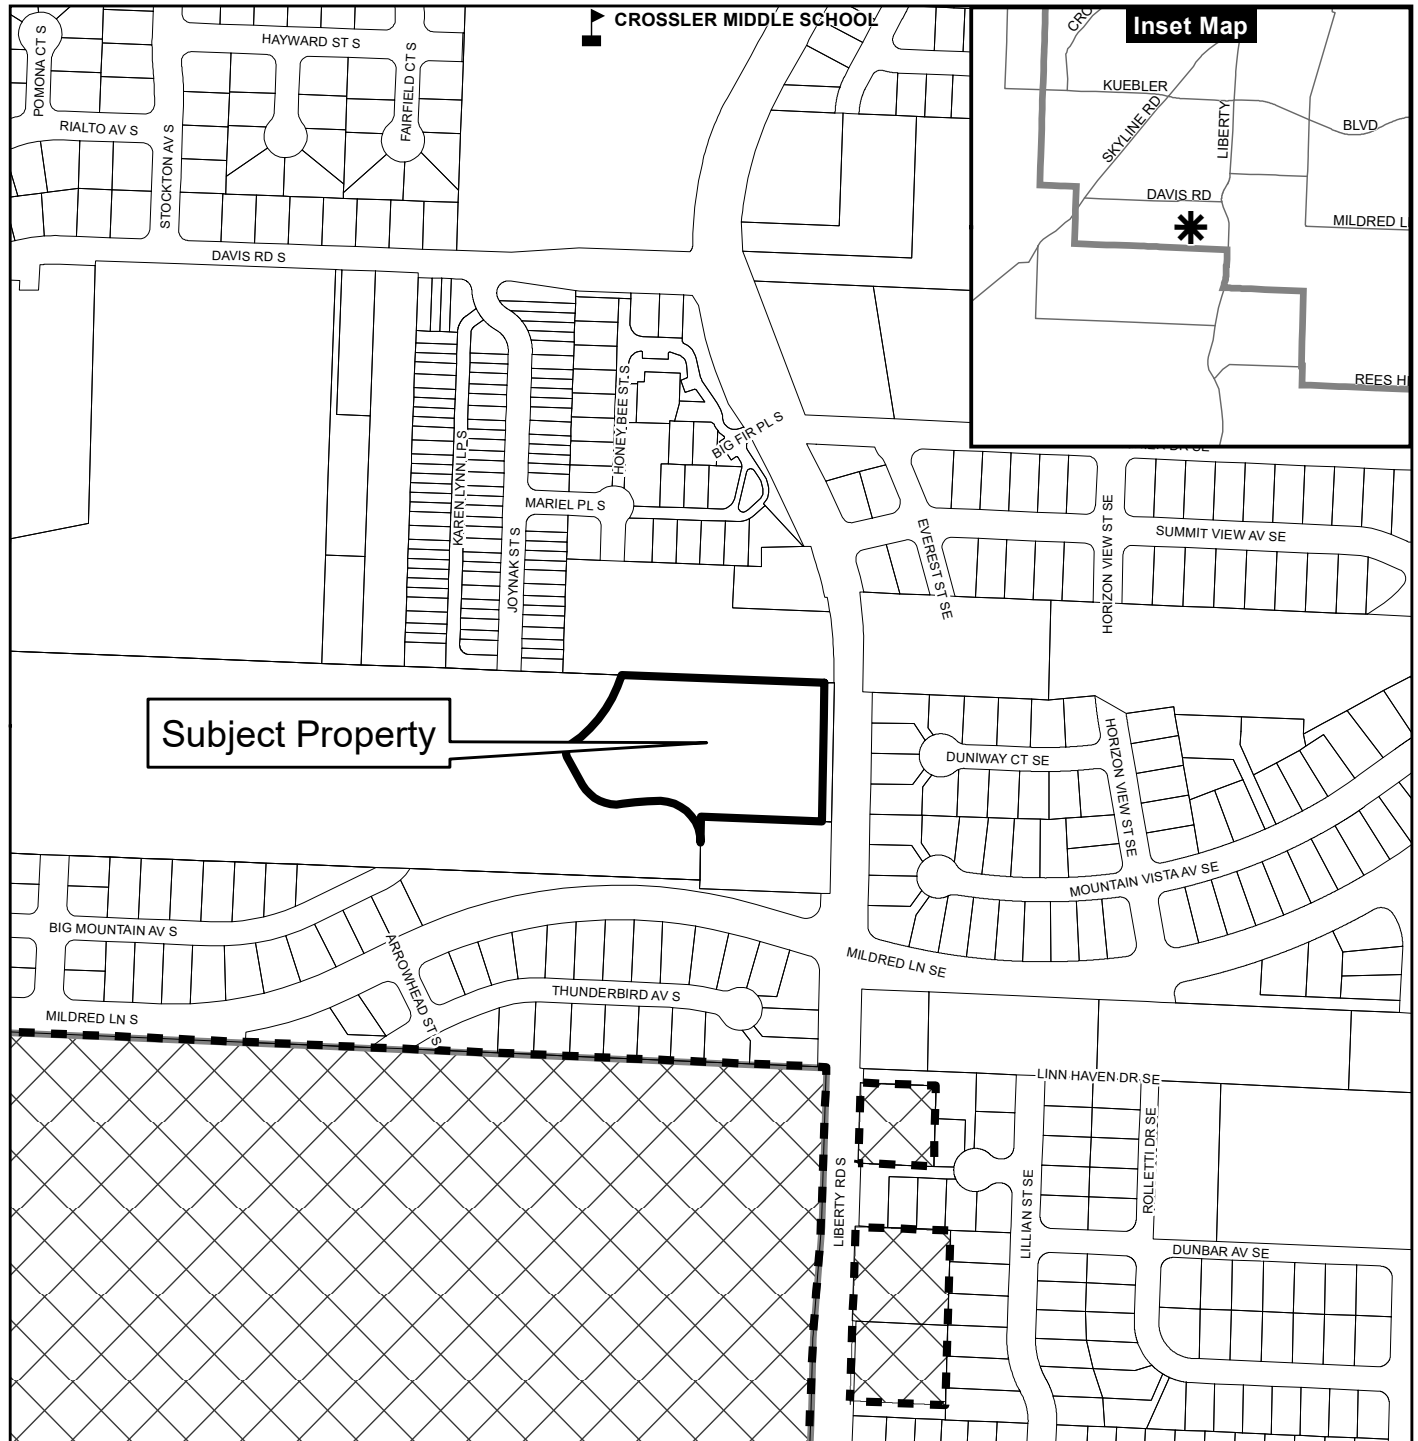 CROSSLER MIDDLE SCHOOL
Inset Map
CRO
KUEBLER
BLVD
SKYLINE RD
LIBERTY
DAVIS RD
MILDRED L
REES H
POMONA CT S
HAYWARD ST S
FAIRFIELD CT S
RIALTO AV S
STOCKTON AV S
DAVIS RD S
KAREN LYNN LP S
JOYNAK ST S
HONEY BEE ST S
BIG FIR PL S
MARIEL PL S
DR SE
EVEREST ST SE
HORIZON VIEW ST SE
SUMMIT VIEW AV SE
Subject Property
DUNIWAY CT SE
HORIZON VIEW ST SE
MOUNTAIN VISTA AV SE
BIG MOUNTAIN AV S
ARROWHEAD ST S
MILDRED LN SE
THUNDERBIRD AV S
MILDRED LN S
LINN HAVEN DR SE
LIBERTY RD S
LILLIAN ST SE
ROLLETTI DR SE
DUNBAR AV SE